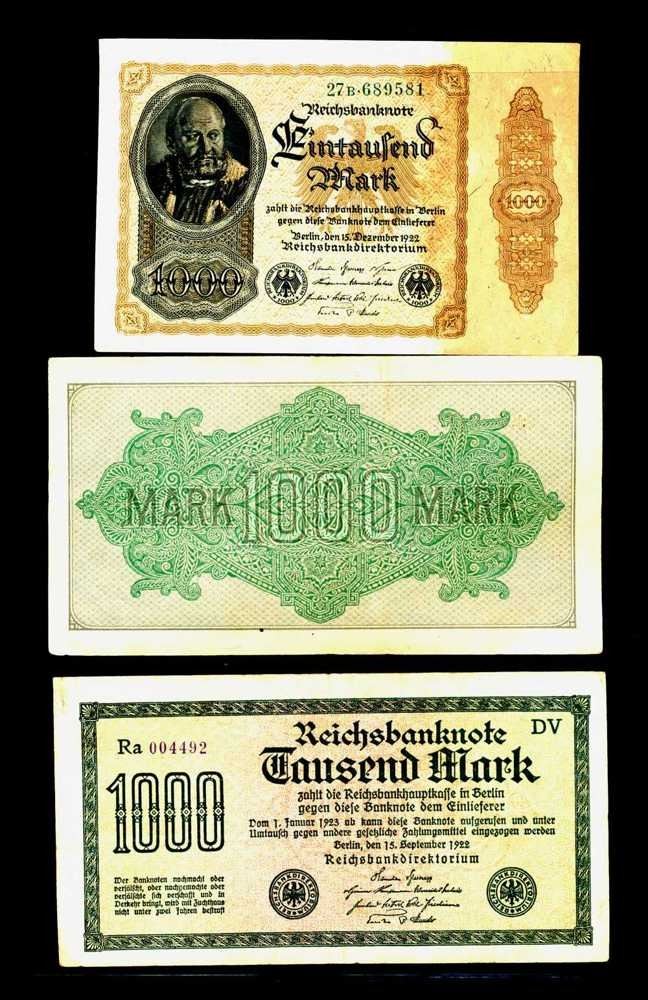 27B·689581
Reichsbanknote
Eintausend
Mark
zahlt die Reichsbankhauptkasse in Berlin
gegen diese Banknote dem Einlieferer
Berlin, den 15. Dezember 1922
Reichsbankdirektorium
1000
1000
1000
1000
MARK 1000 MARK
Reichsbanknote
DV
Ra 004492
Tausend Mark
1000
zahlt die Reichsbankhauptkasse in Berlin
gegen diese Banknote dem Einlieferer
Vom 1. Januar 1923 ab kann diese Banknote aufgerufen und unter
Umtausch gegen andere gesetzliche Zahlungsmittel eingezogen werden
Berlin, den 15. September 1922
Reichsbankdirektorium
Wer Banknoten nachmacht oder
verfälscht, oder nachgemachte oder
verfälschte sich verschafft und in
Verkehr bringt, wird mit Zuchthaus
nicht unter zwei Jahren bestraft
REICHSBANKDIREKTORIUM
REICHSBANKDIREKTORIUM